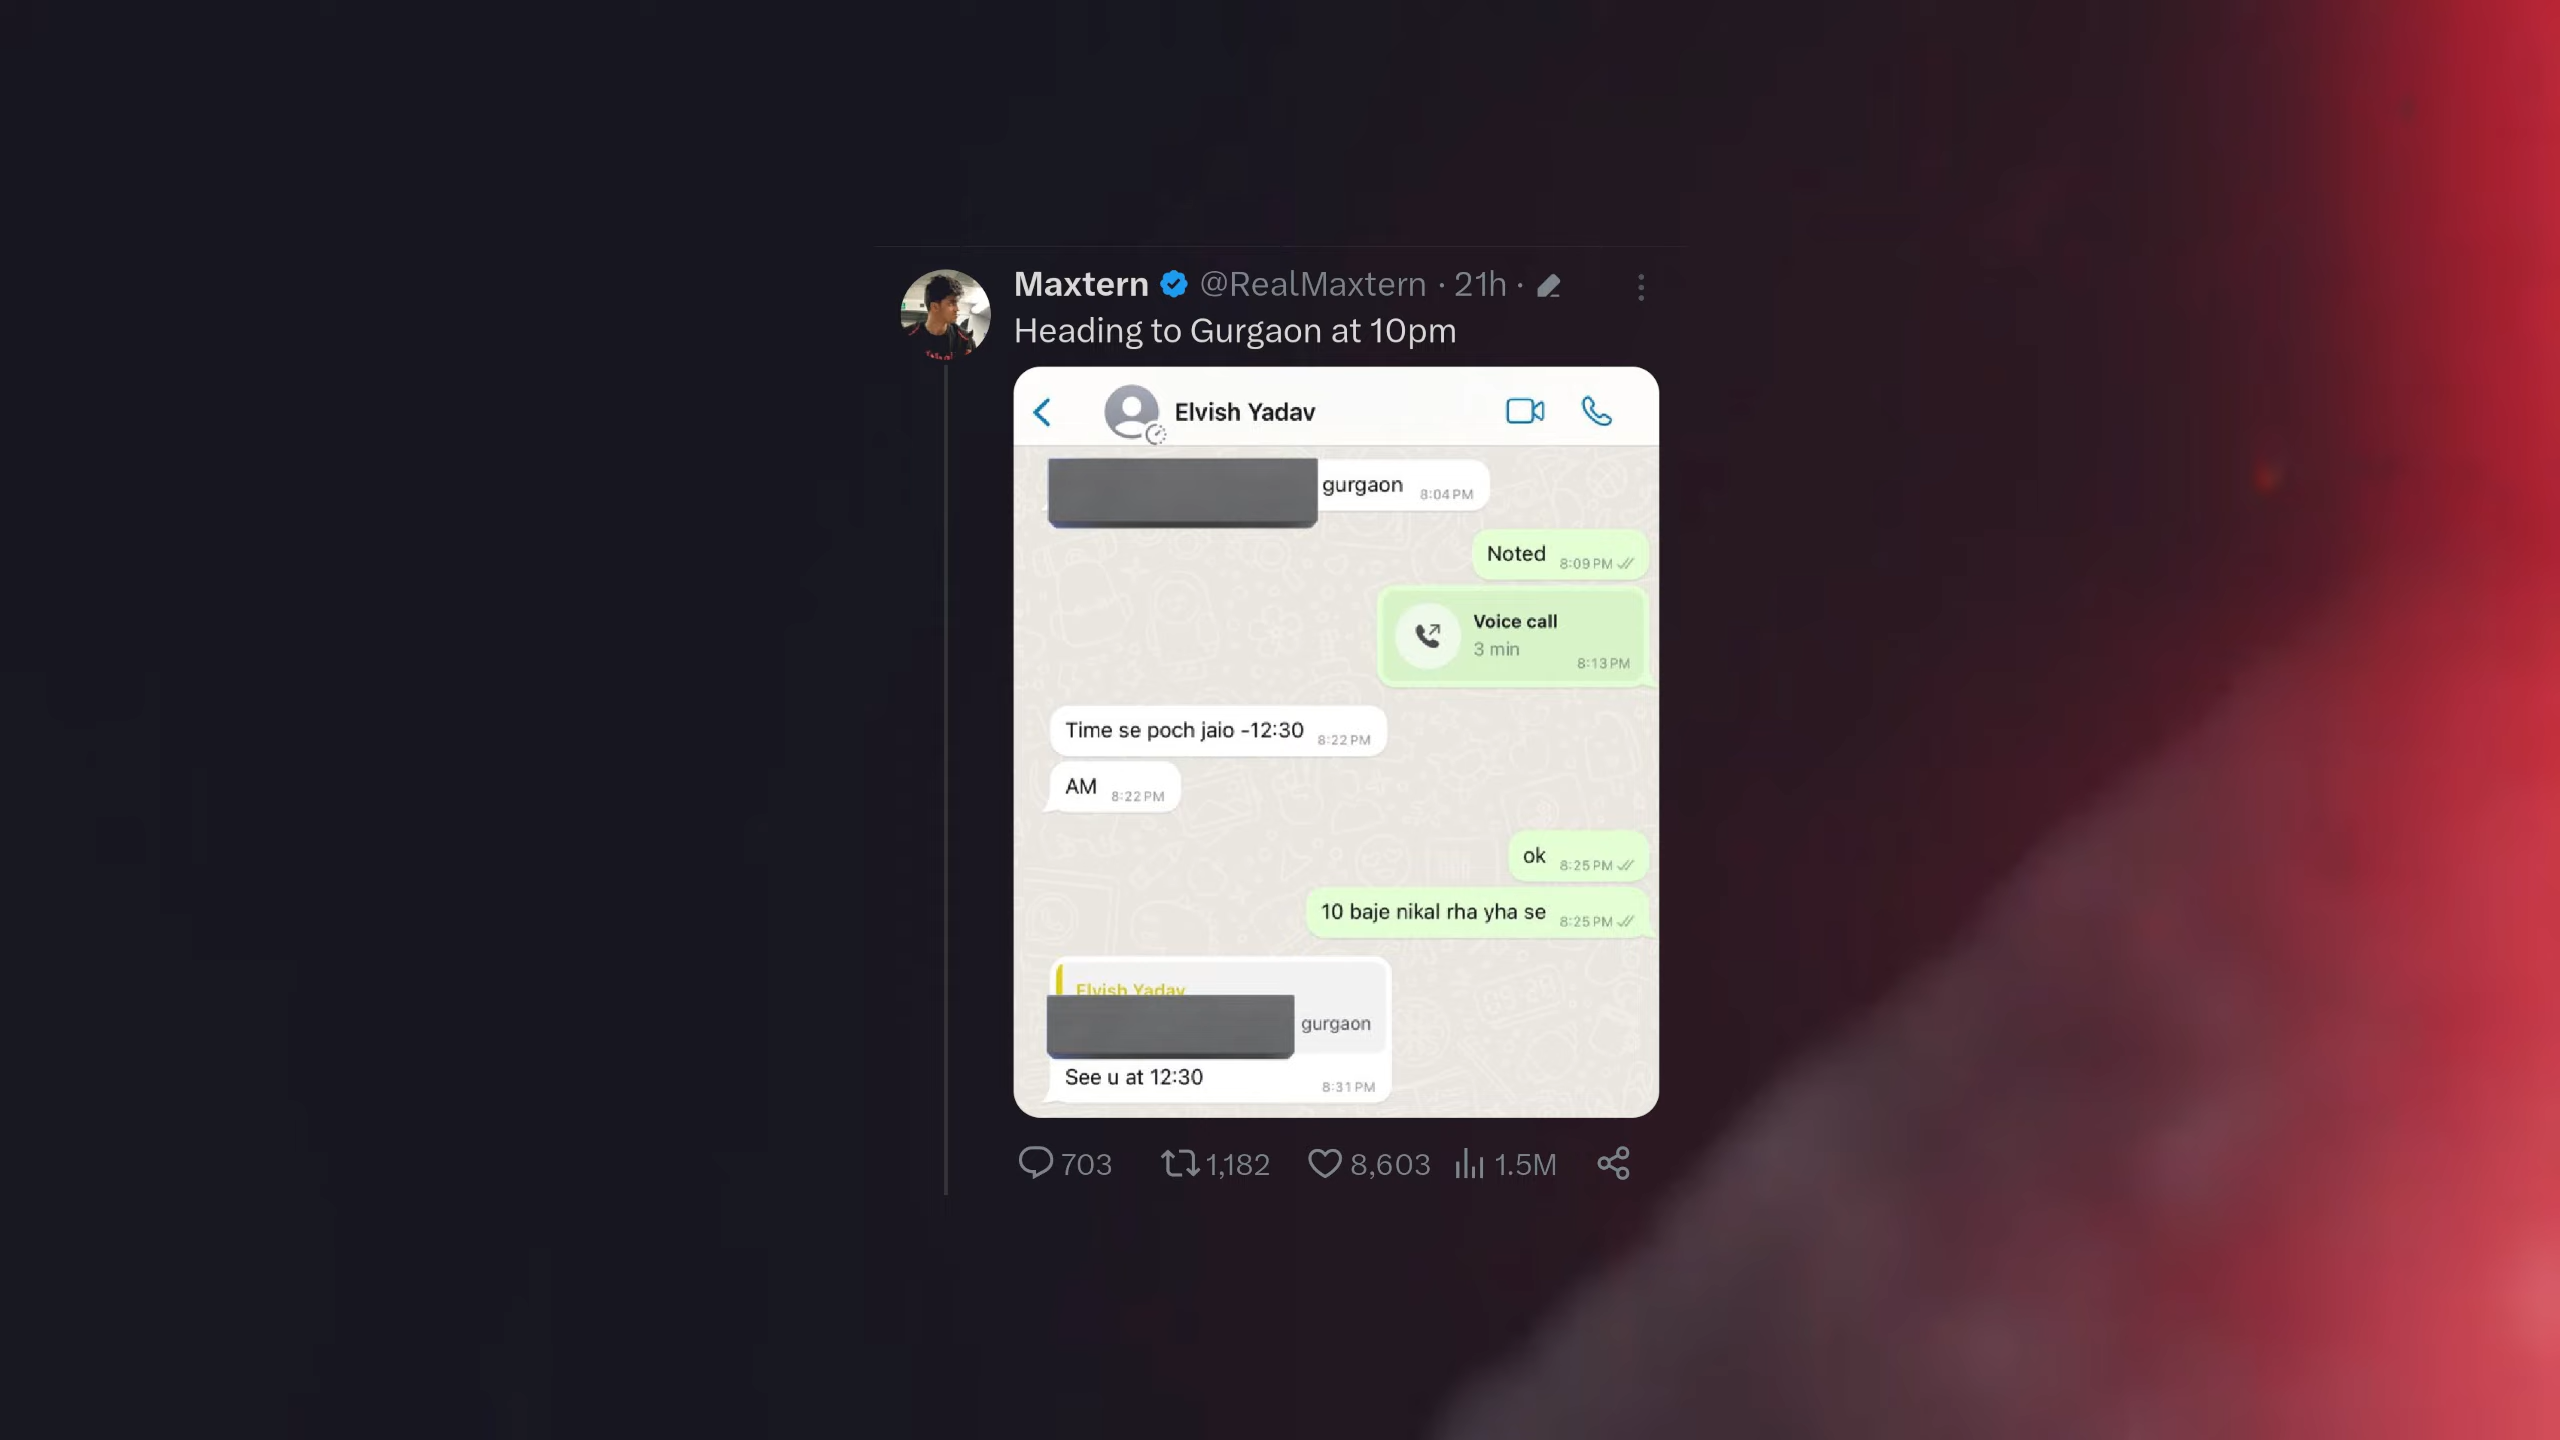 Maxtern @RealMaxtern · 21h ·
Heading to Gurgaon at 10pm
Elvish Yadav
gurgaon 8:04 PM
Noted 8:09 PM
Voice call
3 min
8:13 PM
Time se poch jaio -12:30 8:22 PM
AM 8:22 PM
ok 8:25 PM
10 baje nikal rha yha se 8:25 PM
Elvish Yadav
gurgaon
See u at 12:30 8:31 PM
703 1,182 8,603 1.5M